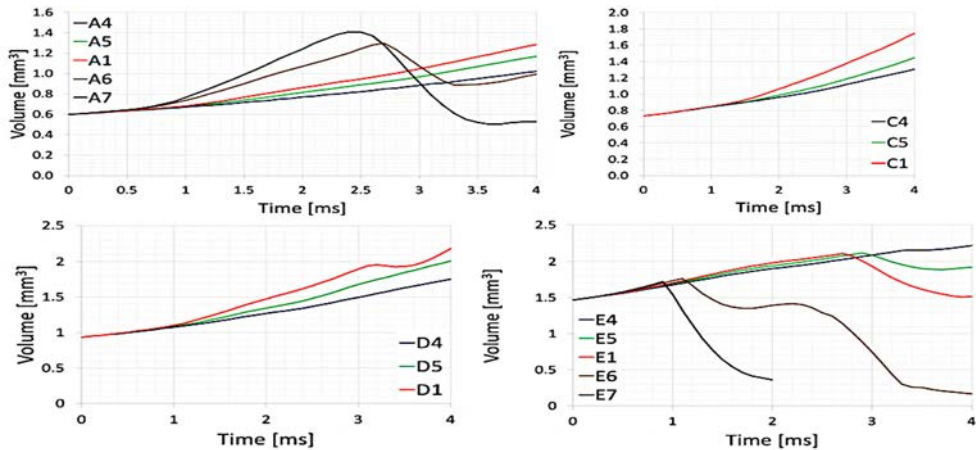 Volume [mm³]
1.6
1.4
1.2
1.0
0.8
0.6
0.4
0.2
0.0
A4
A5
A1
A6
A7
0 0.5 1 1.5 2 2.5 3 3.5 4
Time [ms]
Volume [mm³]
2.0
1.8
1.6
1.4
1.2
1.0
0.8
0.6
0.4
0.2
0.0
C4
C5
C1
0 1 2 3 4
Time [ms]
Volume [mm³]
2.5
2
1.5
1
0.5
0
D4
D5
D1
0 1 2 3 4
Time [ms]
Volume [mm³]
2.5
2
1.5
1
0.5
0
E4
E5
E1
E6
E7
0 1 2 3 4
Time [ms]